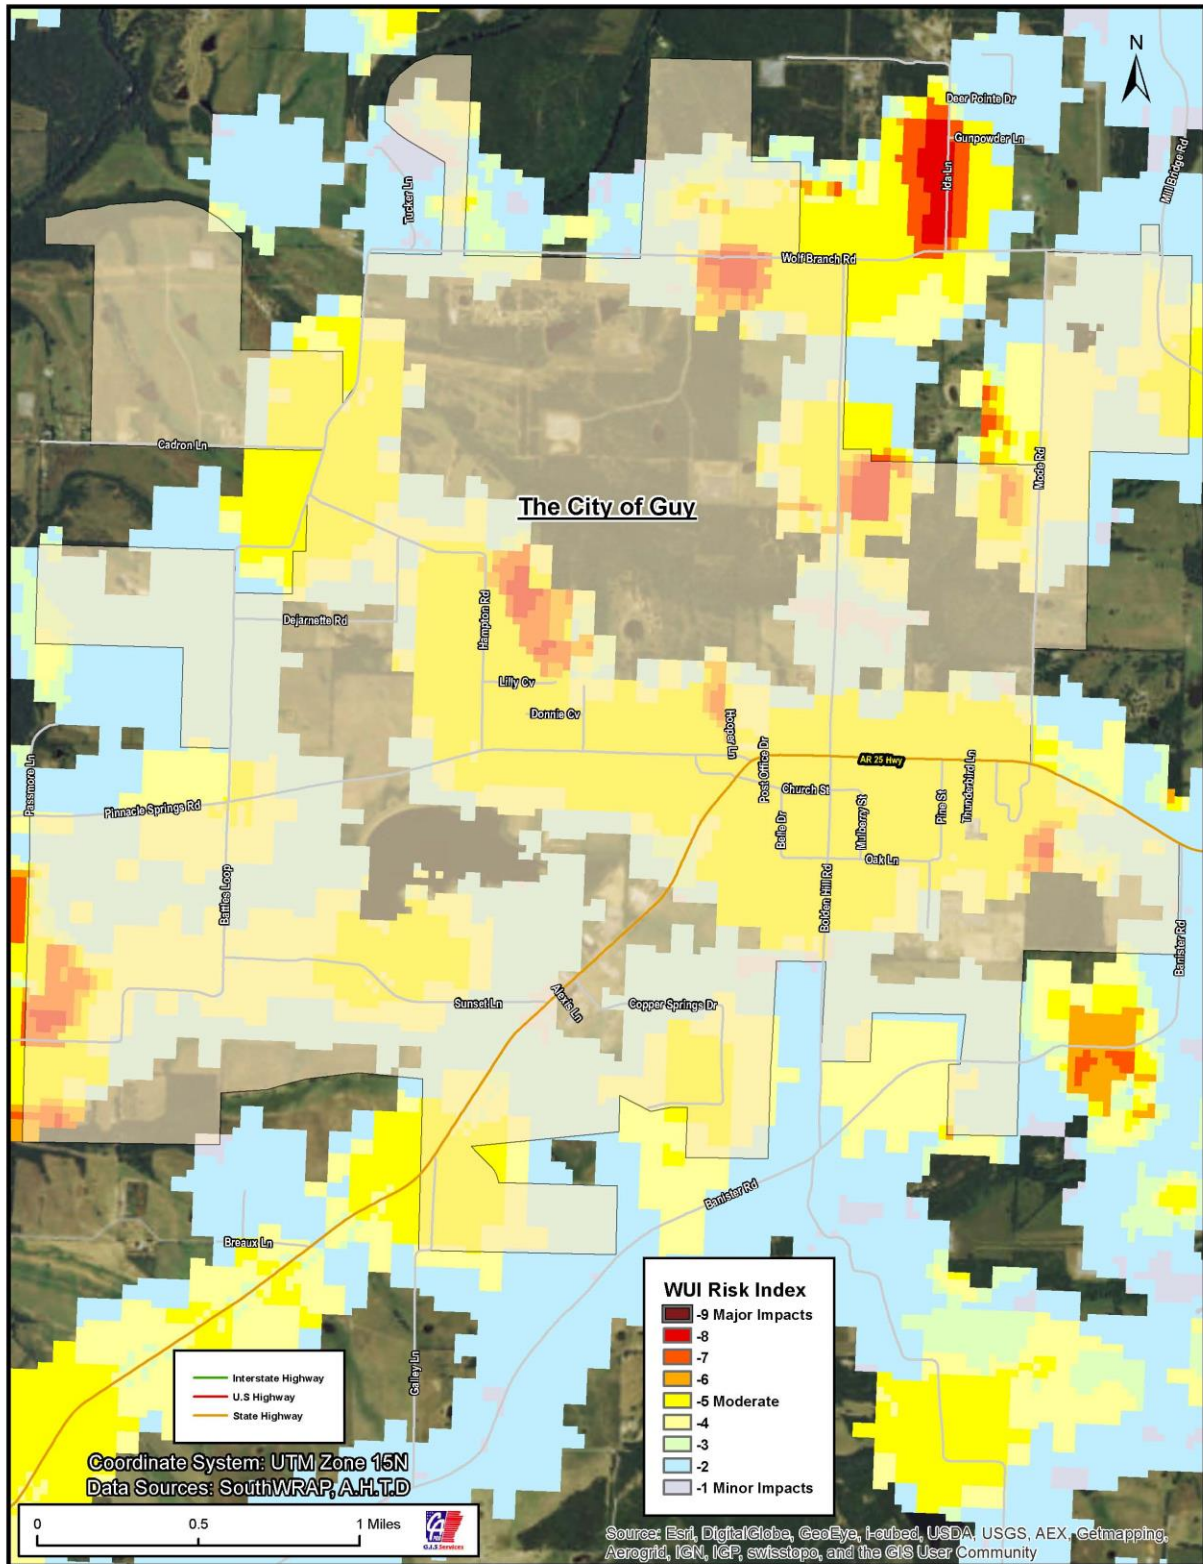 N
Deer Pointe Dr
Gunpowder Ln
Ida Ln
Mill Bridge Rd
Tucker Ln
Wolf Branch Rd
Cadron Ln
Mode Rd
The City of Guy
Dejarnette Rd
Hampton Rd
Lilly Cv
Donnie Cv
Hooper Ln
Post Office Dr
AR 25 Hwy
Passmore Ln
Pinnacle Springs Rd
Church St
Belle Dr
Mulberry St
Pine St
Thunderbird Ln
Oak Ln
Battles Loop
Bolden Hill Rd
Banister Rd
Sunset Ln
Alexis Ln
Copper Springs Dr
Banister Rd
Breaux Ln
Galley Ln
WUI Risk Index
-9 Major Impacts
-8
-7
-6
-5 Moderate
-4
-3
-2
-1 Minor Impacts
Interstate Highway
U.S Highway
State Highway
Coordinate System: UTM Zone 15N
Data Sources: SouthWRAP, A.H.T.D
0 0.5 1 Miles
G.I.S Services
Source: Esri, DigitalGlobe, GeoEye, i-cubed, USDA, USGS, AEX, Getmapping,
Aerogrid, IGN, IGP, swisstopo, and the GIS User Community